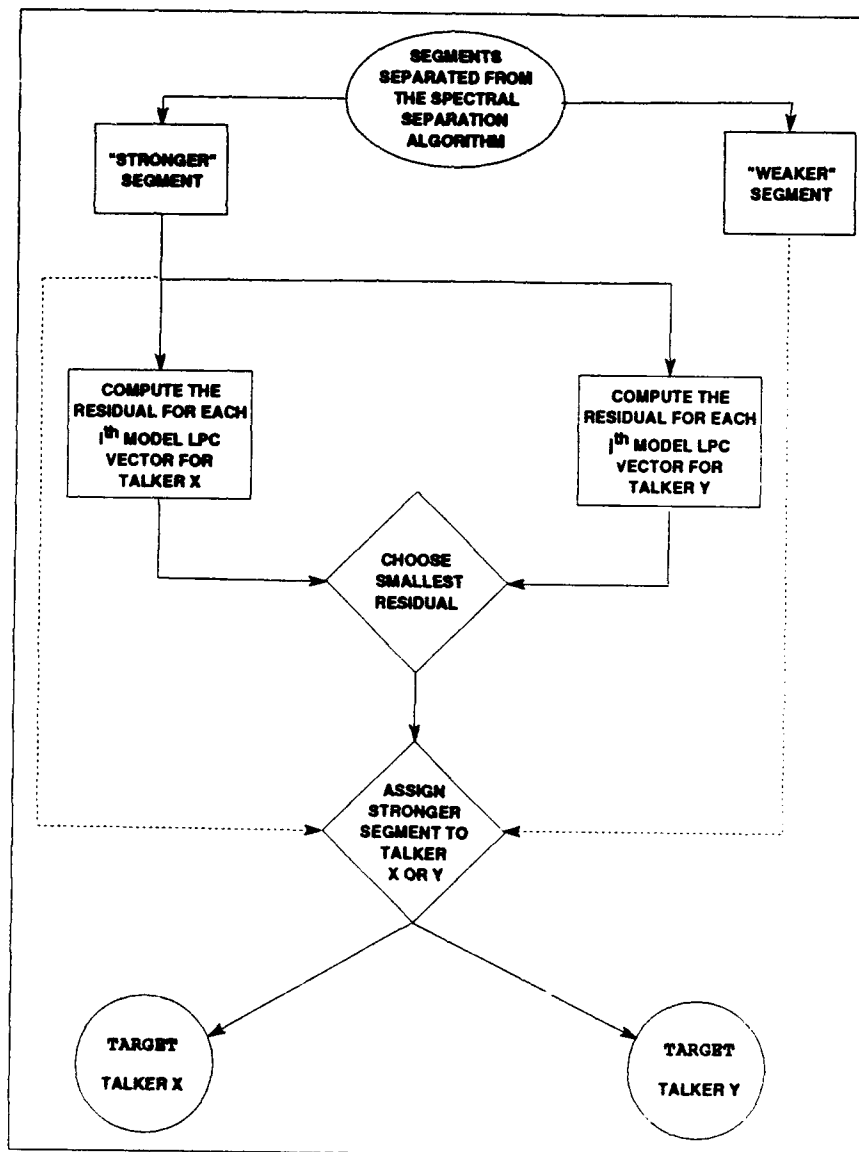 SEGMENTS
SEPARATED FROM
THE SPECTRAL
SEPARATION
ALGORITHM
"STRONGER"
SEGMENT
"WEAKER"
SEGMENT
COMPUTE THE
RESIDUAL FOR EACH
ith MODEL LPC
VECTOR FOR
TALKER X
COMPUTE THE
RESIDUAL FOR EACH
jth MODEL LPC
VECTOR FOR
TALKER Y
CHOOSE
SMALLEST
RESIDUAL
ASSIGN
STRONGER
SEGMENT TO
TALKER
X OR Y
TARGET
TALKER X
TARGET
TALKER Y